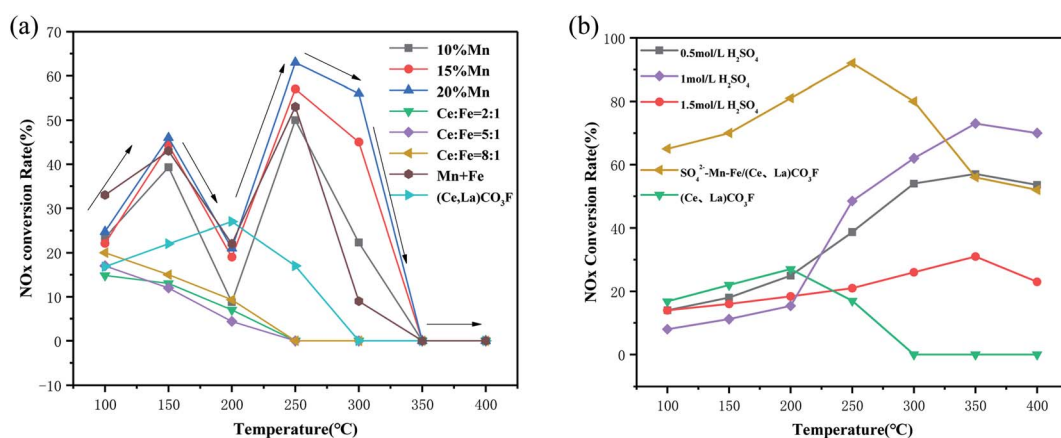 (a)
NOx conversion Rate(%)
70
60
50
40
30
20
10
0
−10
10%Mn
15%Mn
20%Mn
Ce:Fe=2:1
Ce:Fe=5:1
Ce:Fe=8:1
Mn+Fe
(Ce,La)CO₃F
100 150 200 250 300 350 400
Temperature(℃)
(b)
NOx Conversion Rate(%)
100
80
60
40
20
0
0.5mol/L H₂SO₄
1mol/L H₂SO₄
1.5mol/L H₂SO₄
SO₄²⁻-Mn-Fe/(Ce、La)CO₃F
(Ce、La)CO₃F
100 150 200 250 300 350 400
Temperature(℃)